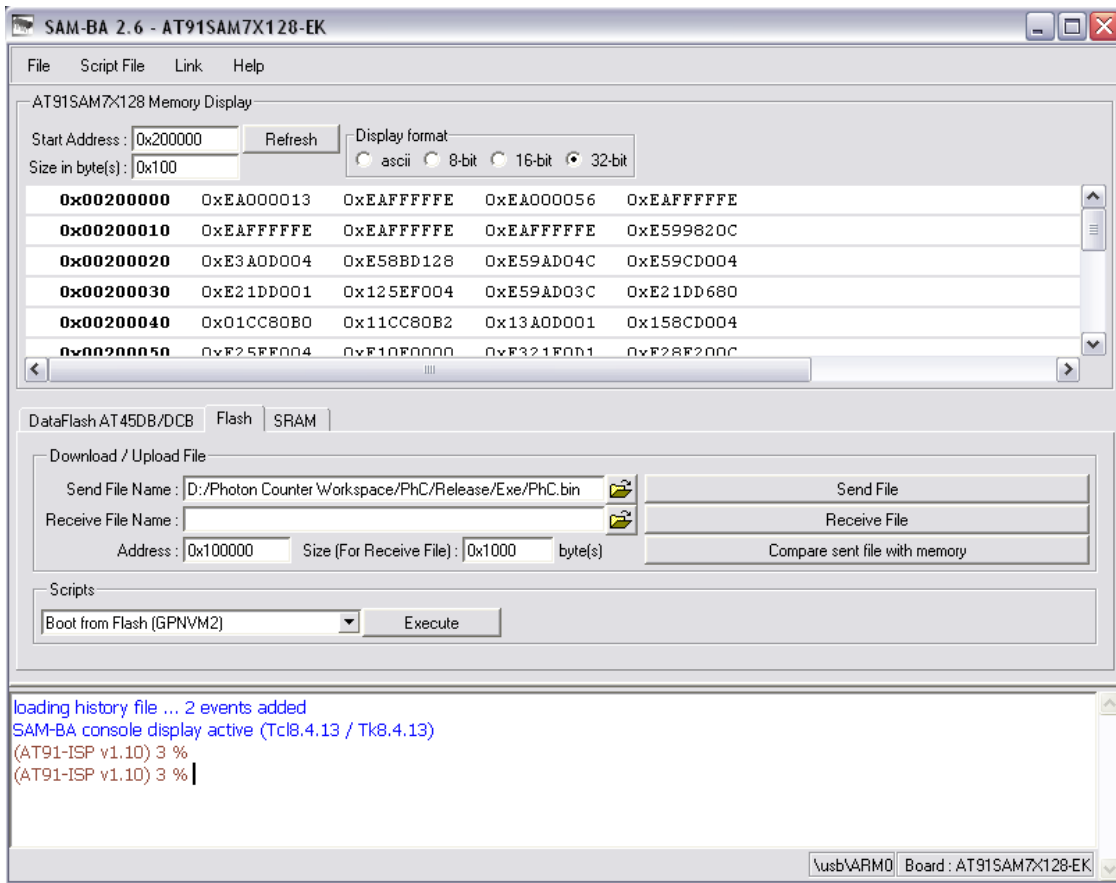 SAM-BA 2.6 - AT91SAM7X128-EK
File Script File Link Help
AT91SAM7X128 Memory Display
Start Address : 0x200000 Refresh
Display format
ascii 8-bit 16-bit 32-bit
Size in byte(s) : 0x100
0x00200000 0xEA000013 0xEAFFFFFE 0xEA000056 0xEAFFFFFE
0x00200010 0xEAFFFFFE 0xEAFFFFFE 0xEAFFFFFE 0xE599820C
0x00200020 0xE3A0D004 0xE58BD128 0xE59AD04C 0xE59CD004
0x00200030 0xE21DD001 0x125EF004 0xE59AD03C 0xE21DD680
0x00200040 0x01CC80B0 0x11CC80B2 0x13A0D001 0x158CD004
0x00200050 0xE25EF004 0xE10F0000 0xE321F0D1 0xE28F200C
DataFlash AT45DB/DCB Flash SRAM
Download / Upload File
Send File Name : D:/Photon Counter Workspace/PhC/Release/Exe/PhC.bin Send File
Receive File Name : Receive File
Address : 0x100000 Size (For Receive File) : 0x1000 byte(s) Compare sent file with memory
Scripts
Boot from Flash (GPNVM2) Execute
loading history file ... 2 events added
SAM-BA console display active (Tcl8.4.13 / Tk8.4.13)
(AT91-ISP v1.10) 3 %
(AT91-ISP v1.10) 3 %
\usb\ARM0 Board : AT91SAM7X128-EK